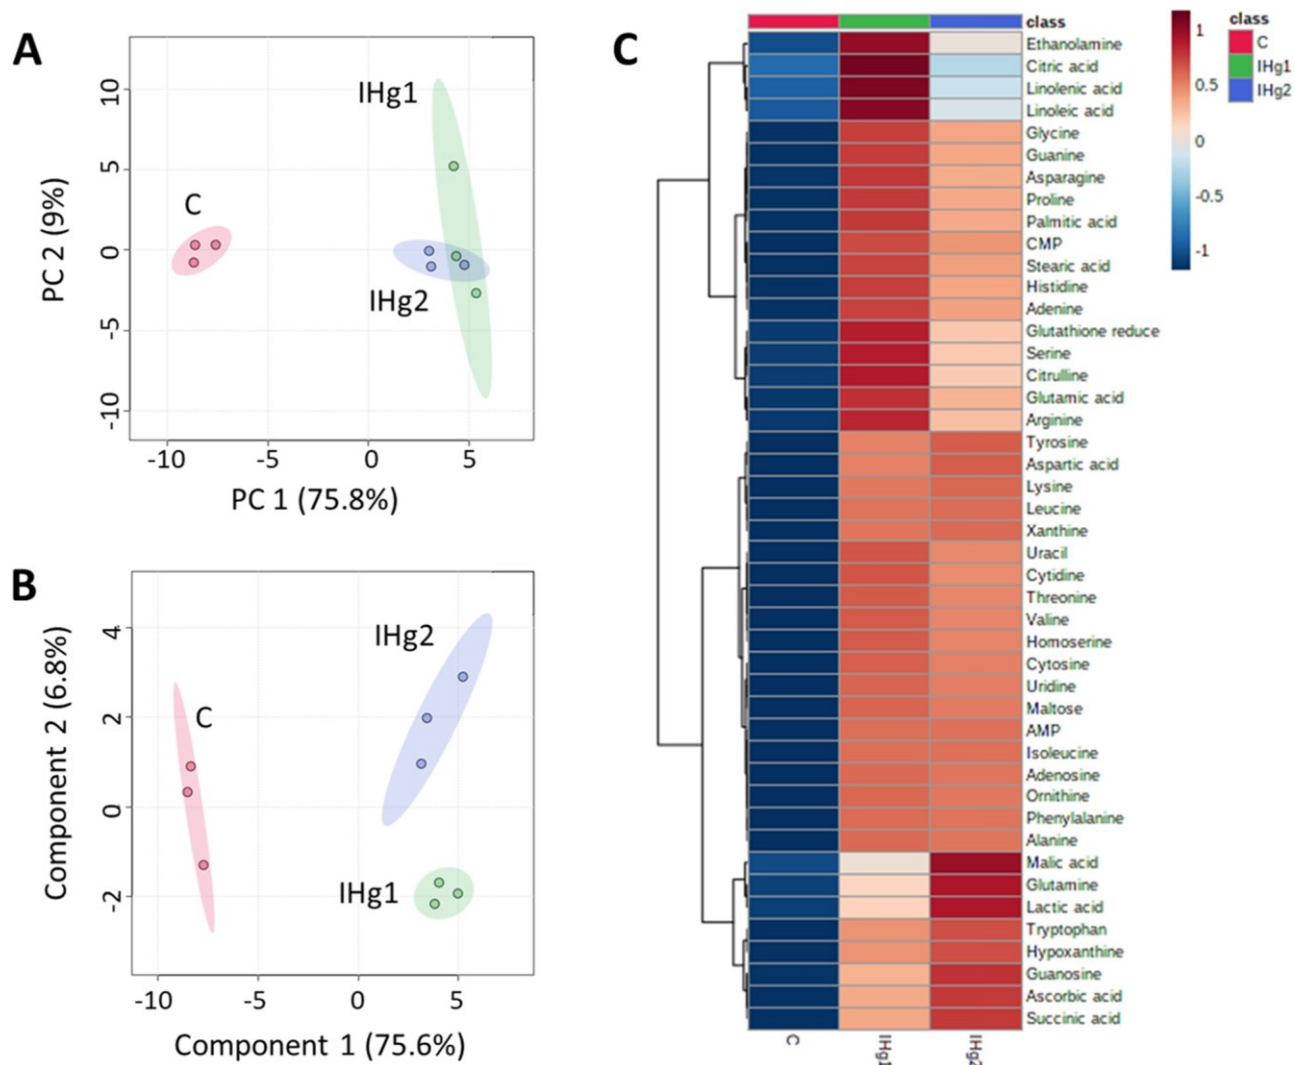 A
IHg1
C
IHg2
10
5
0
-5
-10
PC 2 (9%)
-10
-5
0
5
PC 1 (75.8%)
B
IHg2
C
IHg1
4
2
0
-2
Component 2 (6.8%)
-10
-5
0
5
Component 1 (75.6%)
C
class
Ethanolamine
Citric acid
Linolenic acid
Linoleic acid
Glycine
Guanine
Asparagine
Proline
Palmitic acid
CMP
Stearic acid
Histidine
Adenine
Glutathione reduce
Serine
Citrulline
Glutamic acid
Arginine
Tyrosine
Aspartic acid
Lysine
Leucine
Xanthine
Uracil
Cytidine
Threonine
Valine
Homoserine
Cytosine
Uridine
Maltose
AMP
Isoleucine
Adenosine
Ornithine
Phenylalanine
Alanine
Malic acid
Glutamine
Lactic acid
Tryptophan
Hypoxanthine
Guanosine
Ascorbic acid
Succinic acid
C
IHg1
IHg2
1
0.5
0
-0.5
-1
class
C
IHg1
IHg2